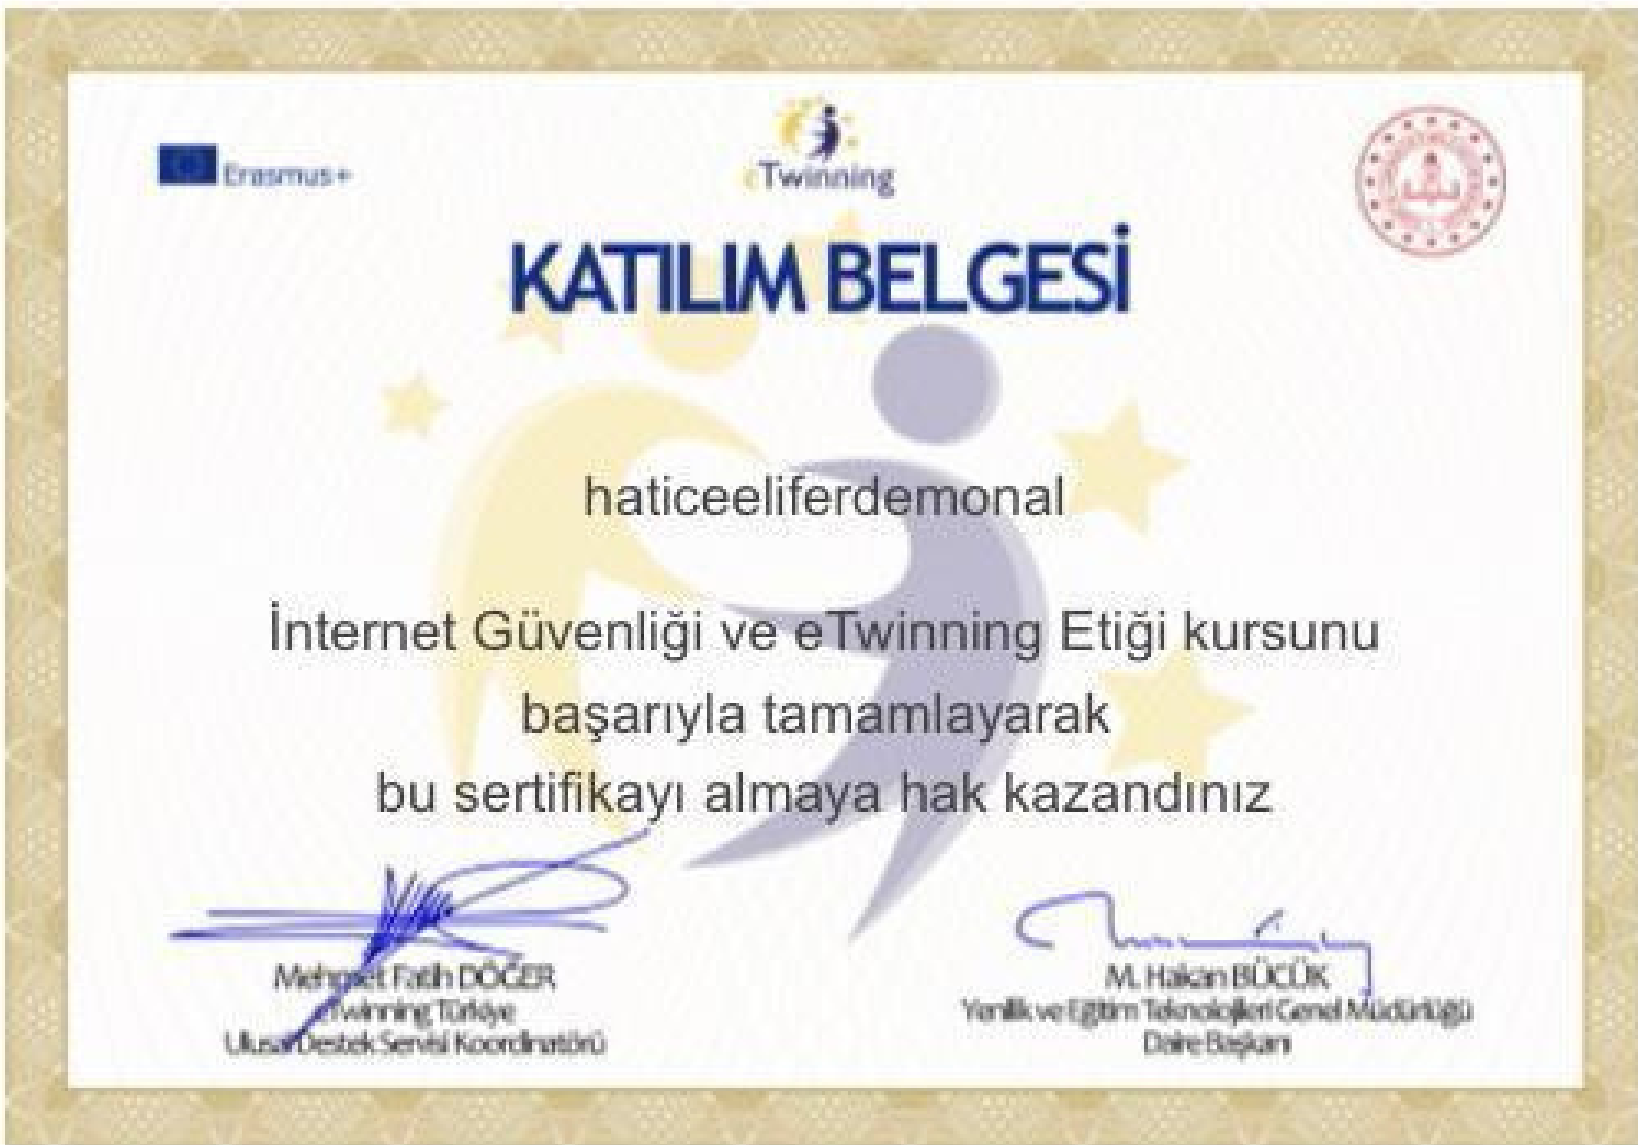 Erasmus+
eTwinning
KATILIM BELGESİ
haticeeliferdemonal
İnternet Güvenliği ve eTwinning Etiği kursunu
başarıyla tamamlayarak
bu sertifikayı almaya hak kazandınız
Mehmet Fatih DÖĞER
eTwinning Türkiye
Ulusal Destek Servisi Koordinatörü
M. Hakan BÜCÜK
Yenilik ve Eğitim Teknolojileri Genel Müdürlüğü
Daire Başkanı